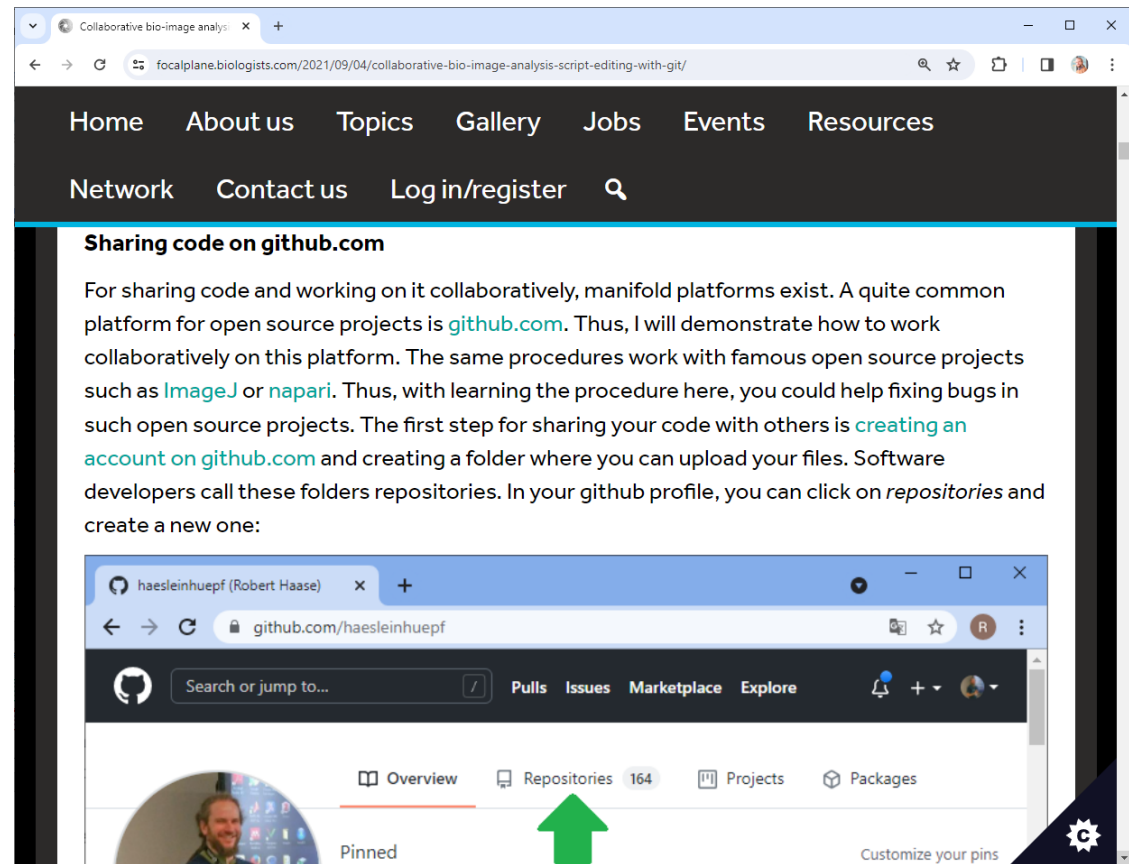 Collaborative bio-image analys
focalplane.biologists.com/2021/09/04/collaborative-bio-image-analysis-script-editing-with-git/
Home About us Topics Gallery Jobs Events Resources
Network Contact us Log in/register
Sharing code on github.com
For sharing code and working on it collaboratively, manifold platforms exist. A quite common
platform for open source projects is github.com. Thus, I will demonstrate how to work
collaboratively on this platform. The same procedures work with famous open source projects
such as ImageJ or napari. Thus, with learning the procedure here, you could help fixing bugs in
such open source projects. The first step for sharing your code with others is creating an
account on github.com and creating a folder where you can upload your files. Software
developers call these folders repositories. In your github profile, you can click on repositories and
create a new one:
haesleinhuepf (Robert Haase)
github.com/haesleinhuepf R
Search or jump to... / Pulls Issues Marketplace Explore
Overview Repositories 164 Projects Packages
Pinned Customize your pins
C